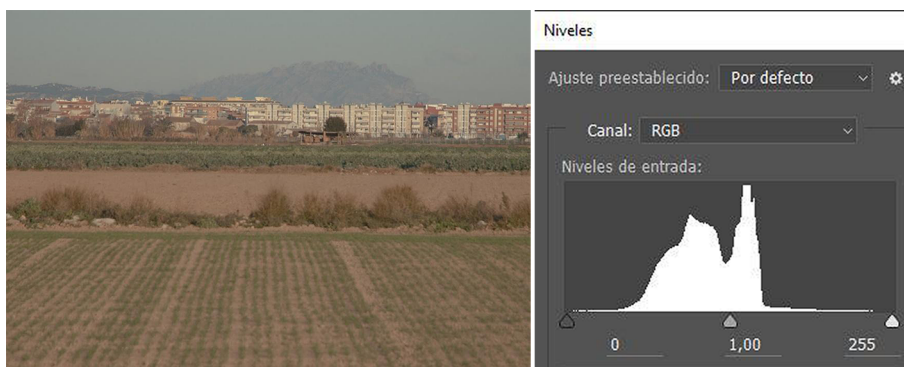 Niveles
Ajuste preestablecido: Por defecto
Canal: RGB
Niveles de entrada:
0 1,00 255